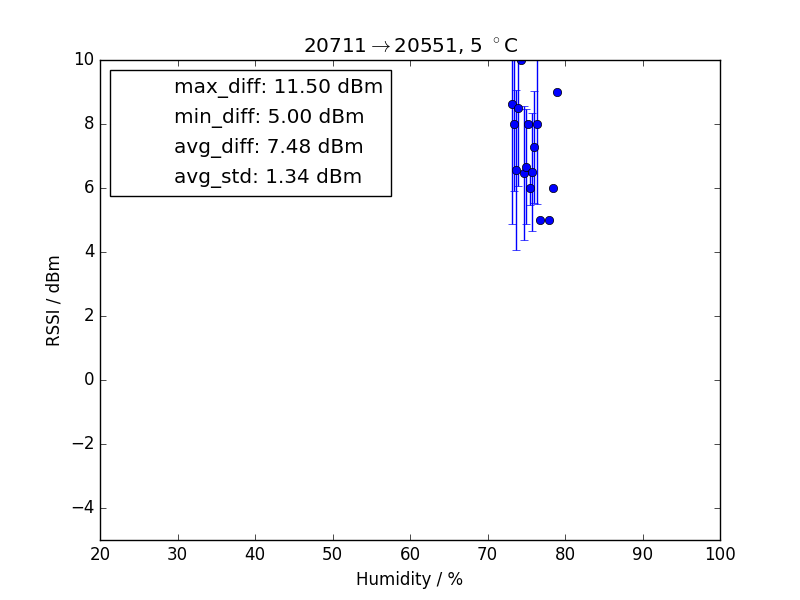 20711→20551, 5 °C
max_diff: 11.50 dBm
min_diff: 5.00 dBm
avg_diff: 7.48 dBm
avg_std: 1.34 dBm
RSSI / dBm
10
8
6
4
2
0
−2
−4
20 30 40 50 60 70 80 90 100
Humidity / %